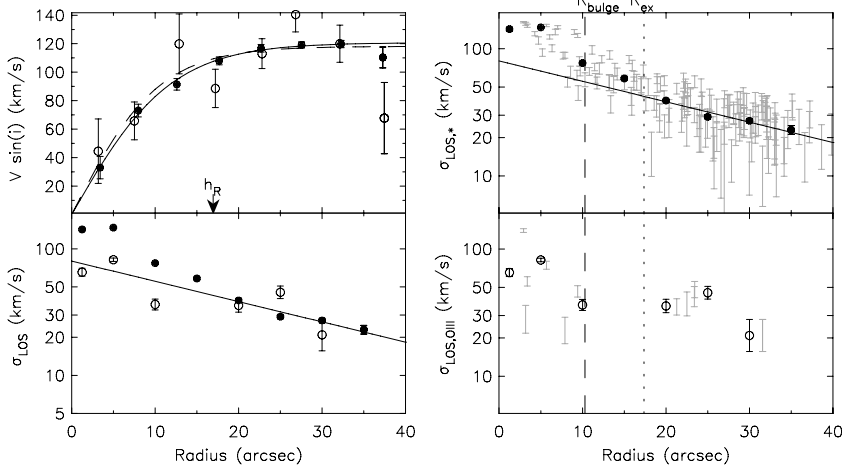 R_bulge R_ex
140
120
100
80
60
40
20
V sin(i) (km/s)
h_R
100
50
30
20
10
σ_LOS,* (km/s)
100
50
30
20
10
5
σ_LOS (km/s)
0 10 20 30 40
Radius (arcsec)
100
50
30
20
10
σ_LOS,OIII (km/s)
0 10 20 30 40
Radius (arcsec)